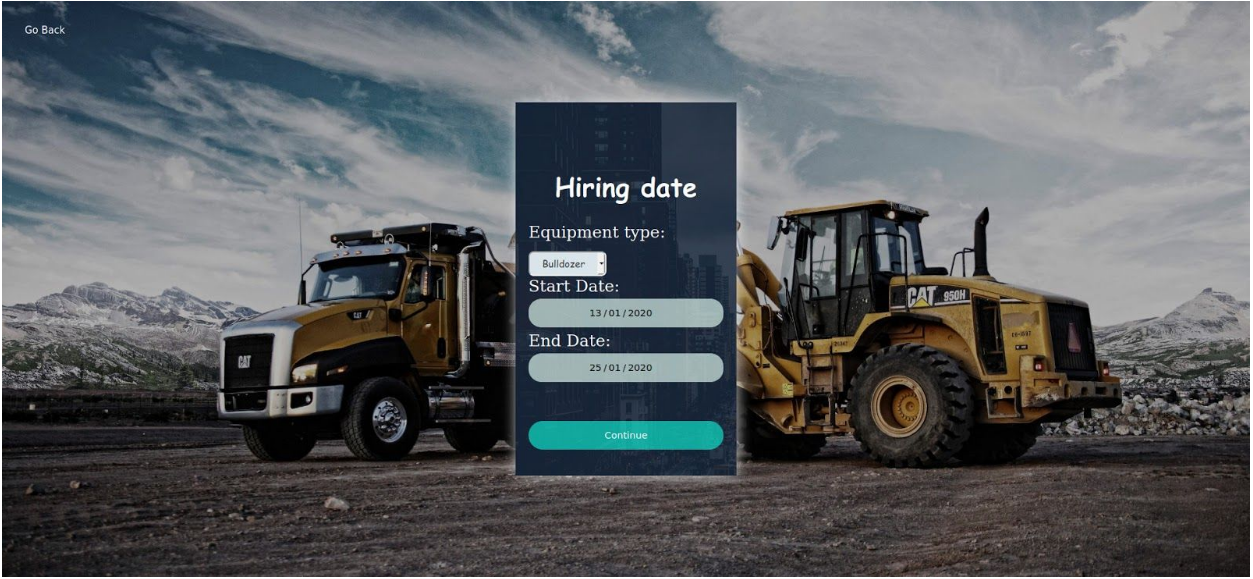 Go Back
Hiring date
Equipment type:
Bulldozer
Start Date:
13/01/2020
End Date:
25/01/2020
Continue
CAT
CAT
CAT 950H